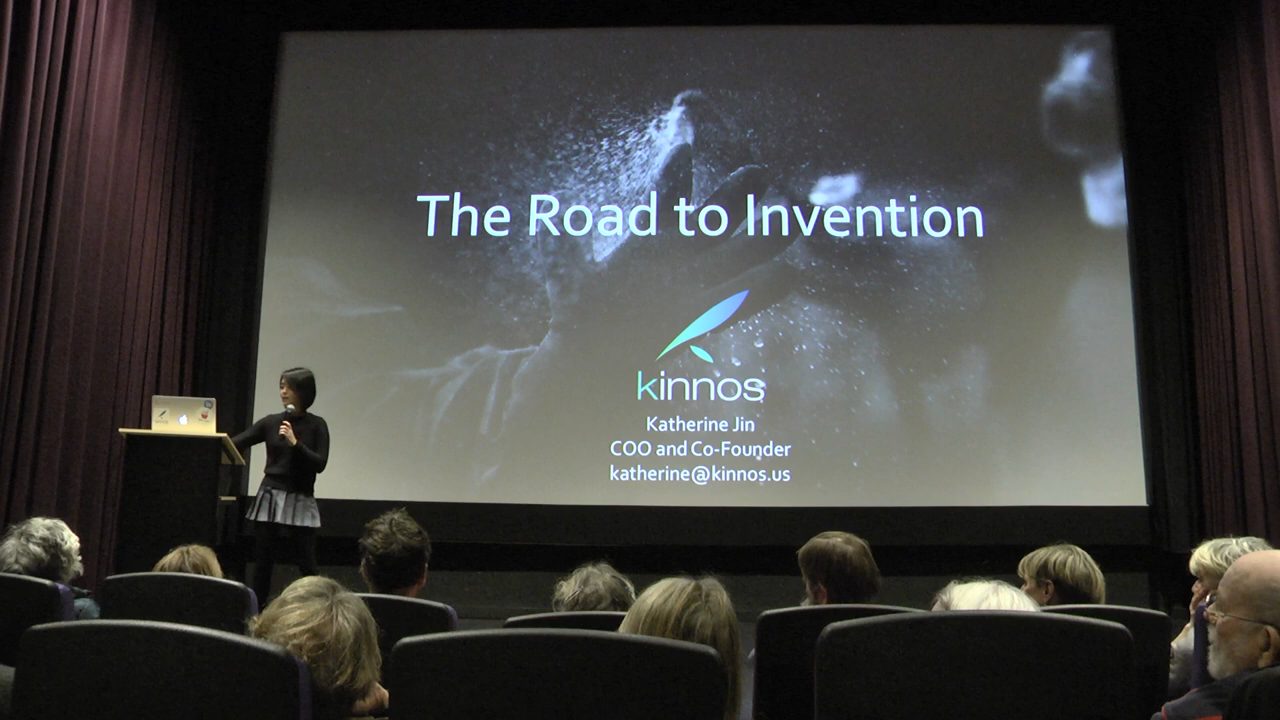 The Road to Invention
kinnos
Katherine Jin
COO and Co-Founder
katherine@kinnos.us